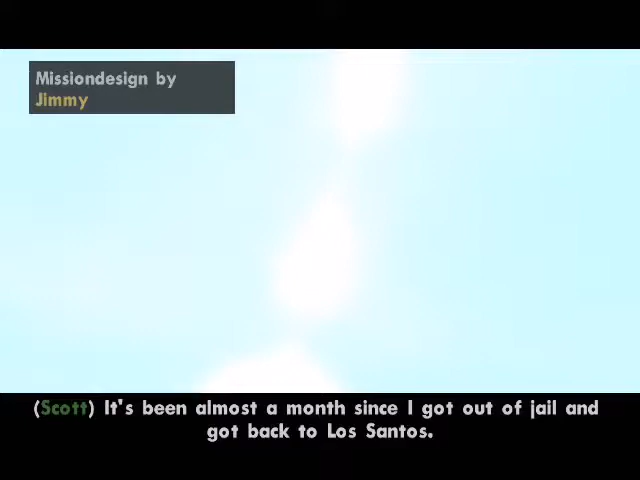 Missiondesign by
Jimmy
(Scott) It's been almost a month since I got out of jail and
got back to Los Santos.